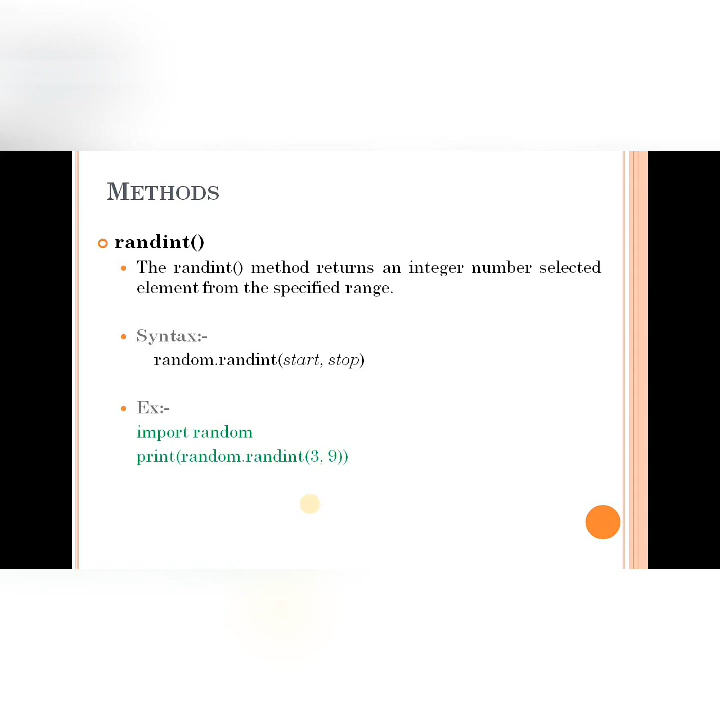 METHODS
randint()
The randint() method returns an integer number selected
element from the specified range.
Syntax:-
random.randint(start, stop)
Ex:-
import random
print(random.randint(3, 9))